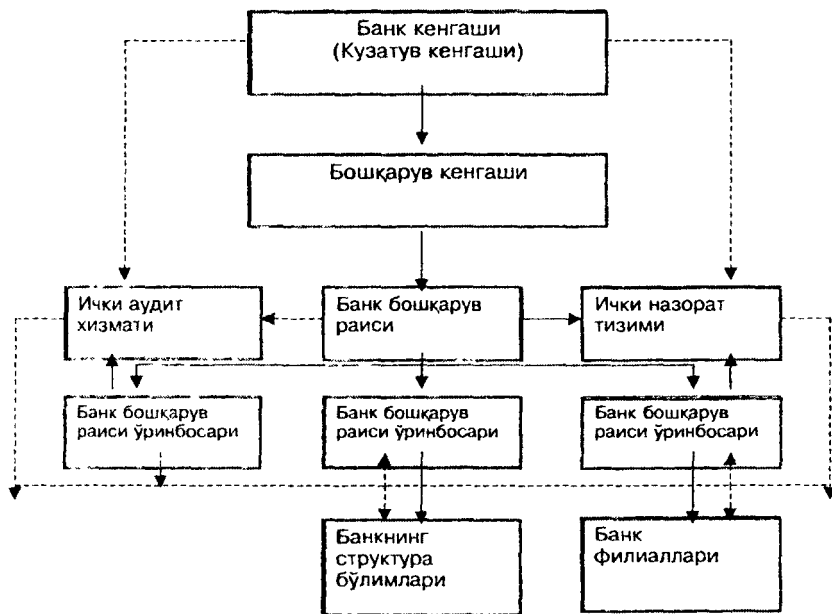 Банк кенгаши
(Кузатув кенгаши)
Бошқарув кенгаши
Ички аудит
хизмати
Банк бошқарув
раиси
Ички назорат
тизими
Банк бошқарув
раиси ўринбосари
Банк бошқарув
раиси ўринбосари
Банк бошқарув
раиси ўринбосари
Банкнинг
структура
бўлимлари
Банк
филиаллари